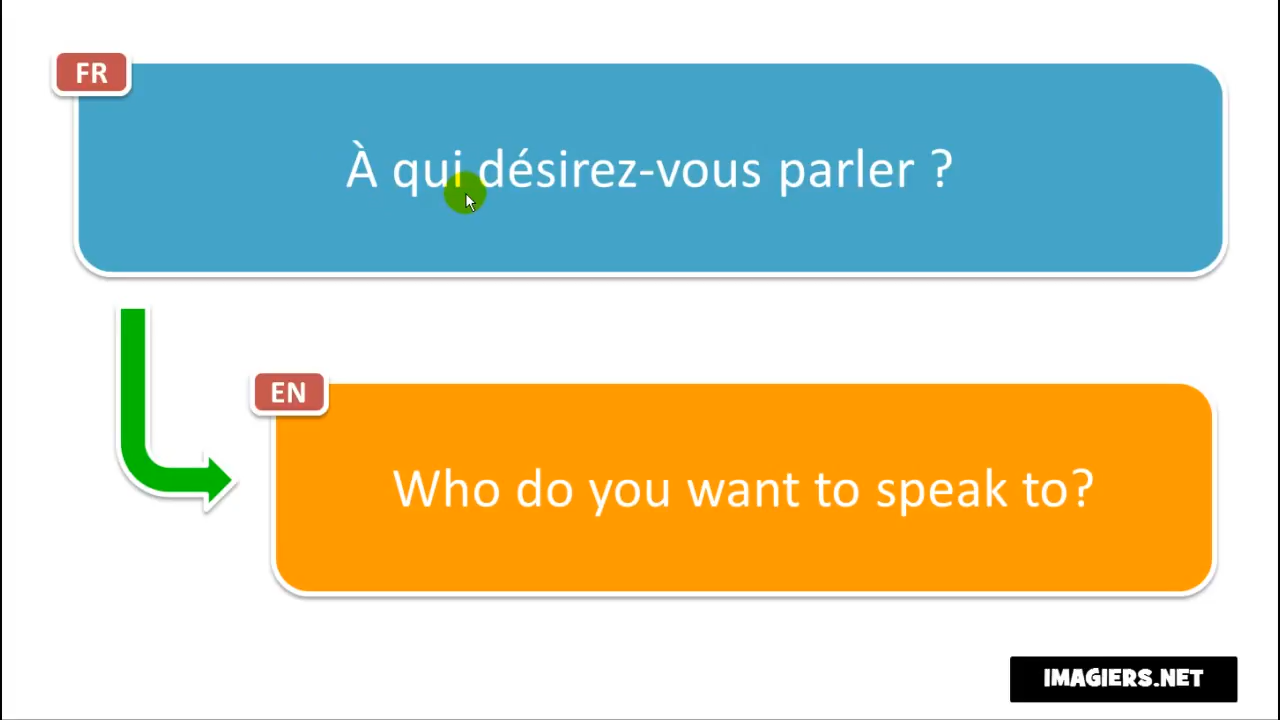 FR
À qui désirez-vous parler ?
EN
Who do you want to speak to?
IMAGIERS.NET